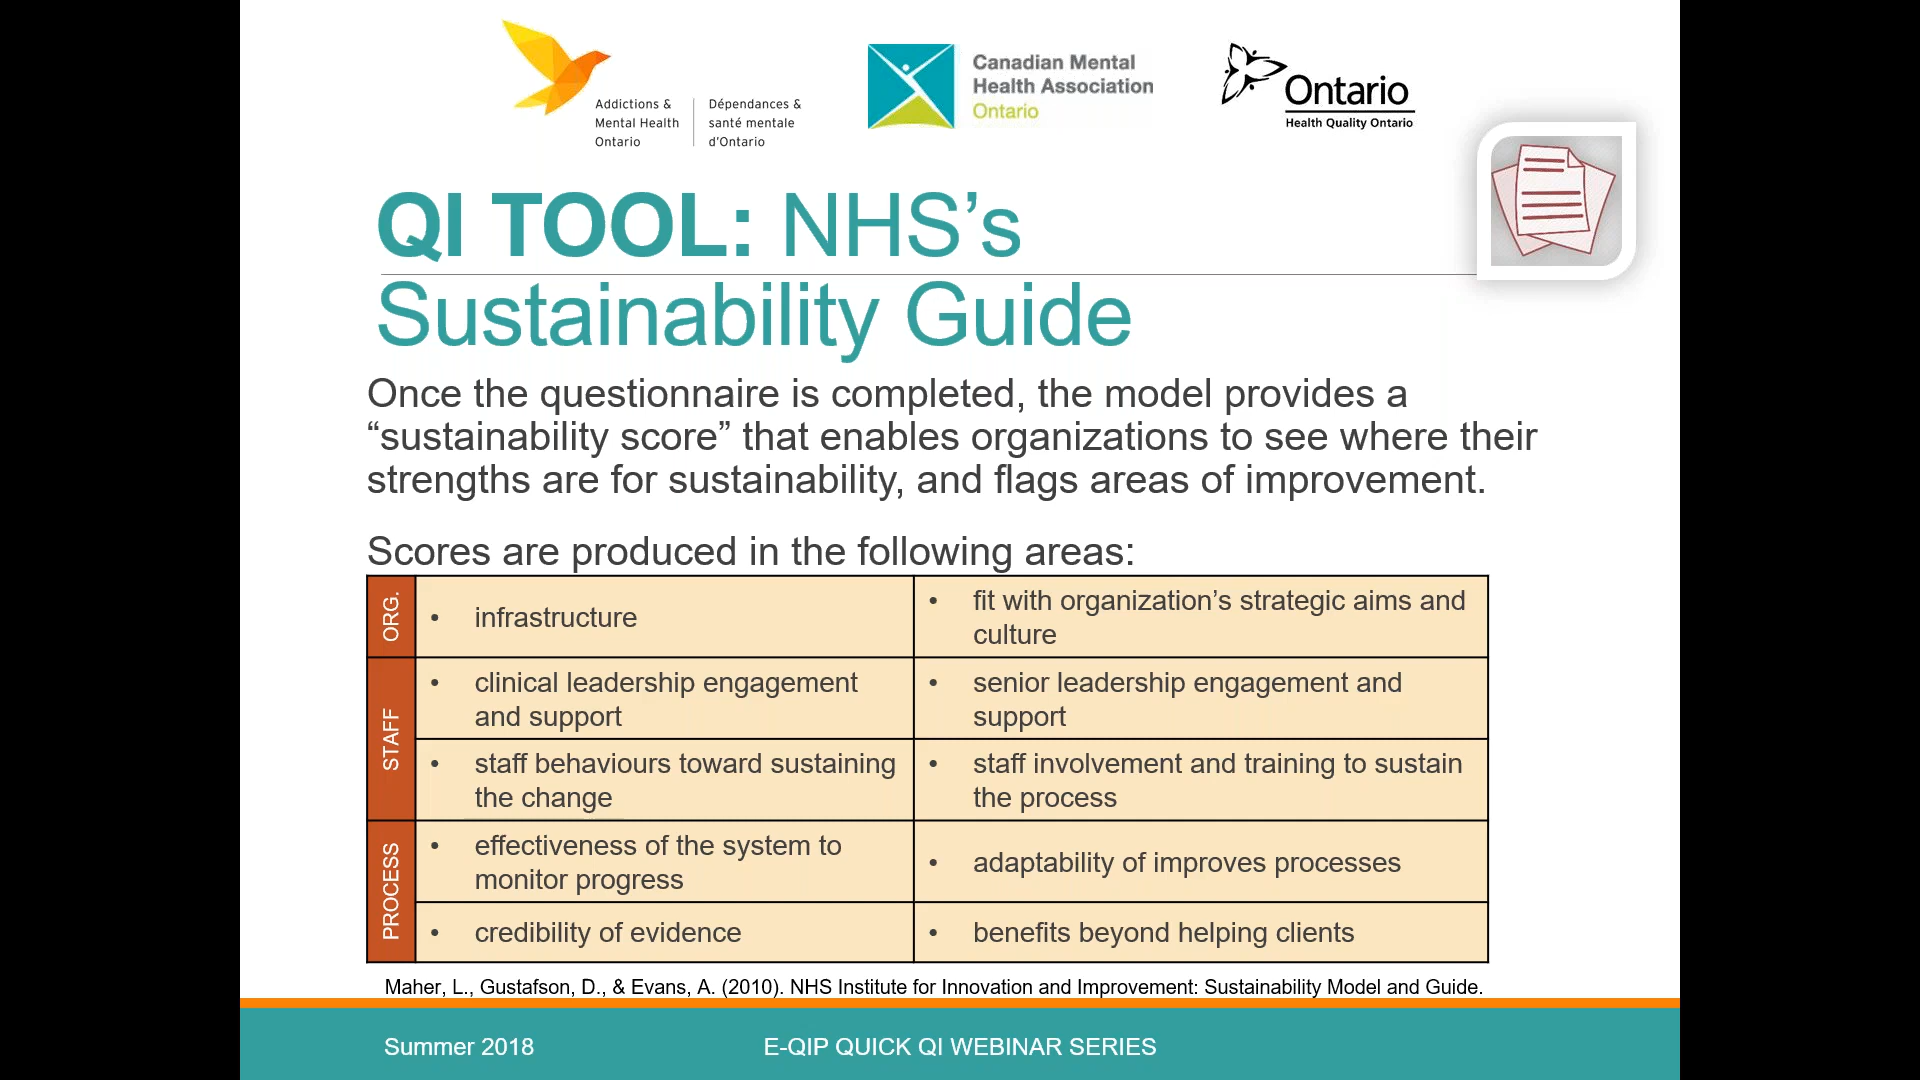 Addictions &
Mental Health
Ontario
Dépendances &
santé mentale
d'Ontario
Canadian Mental
Health Association
Ontario
Ontario
Health Quality Ontario
QI TOOL: NHS’s
Sustainability Guide
Once the questionnaire is completed, the model provides a
“sustainability score” that enables organizations to see where their
strengths are for sustainability, and flags areas of improvement.
Scores are produced in the following areas:
ORG.
• infrastructure
• fit with organization’s strategic aims and
culture
STAFF
• clinical leadership engagement
and support
• senior leadership engagement and
support
• staff behaviours toward sustaining
the change
• staff involvement and training to sustain
the process
PROCESS
• effectiveness of the system to
monitor progress
• adaptability of improves processes
• credibility of evidence
• benefits beyond helping clients
Maher, L., Gustafson, D., & Evans, A. (2010). NHS Institute for Innovation and Improvement: Sustainability Model and Guide.
Summer 2018
E-QIP QUICK QI WEBINAR SERIES